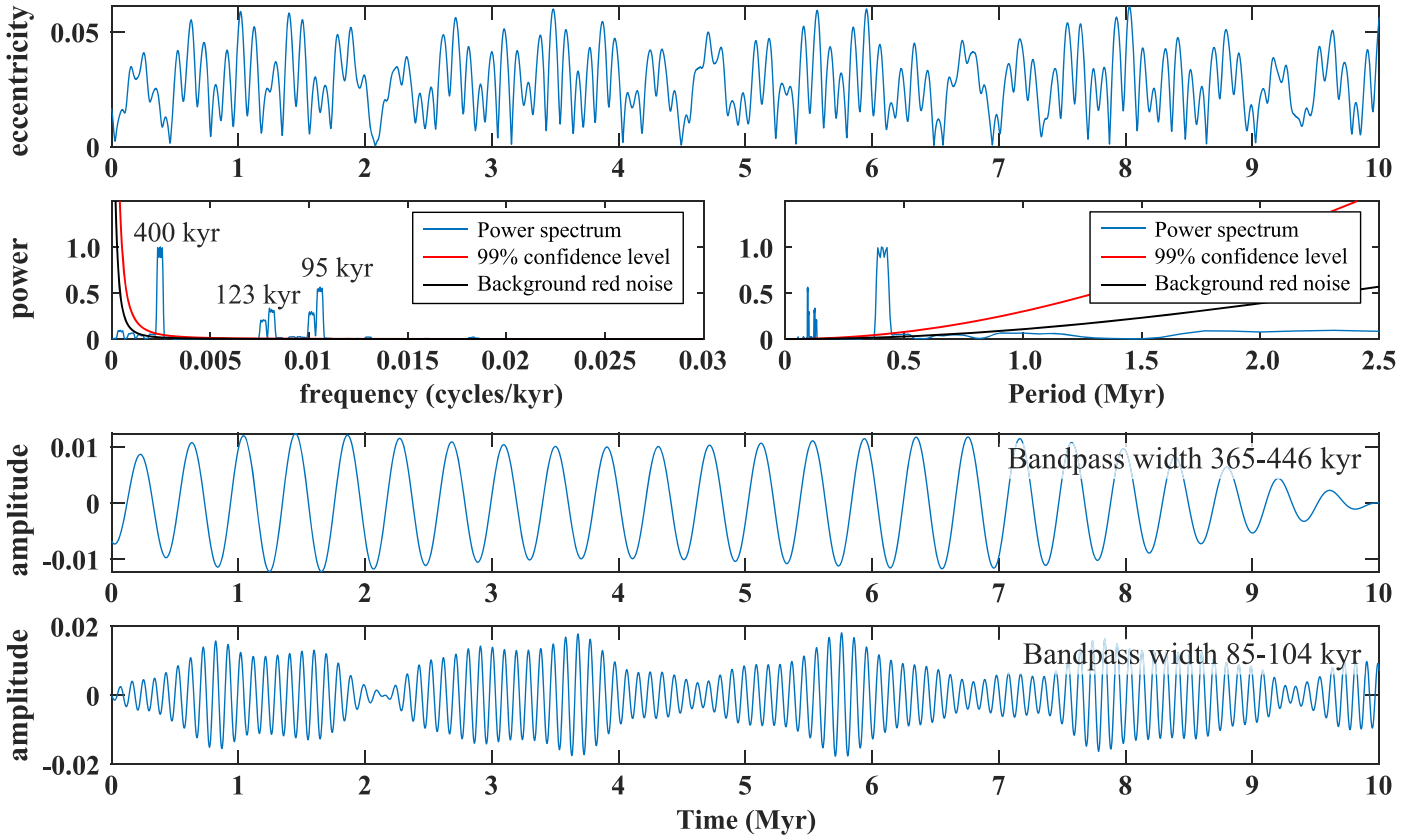 eccentricity
0.05
0
0 1 2 3 4 5 6 7 8 9 10
power
1.0
0.5
0
400 kyr
123 kyr
95 kyr
Power spectrum
99% confidence level
Background red noise
0 0.005 0.01 0.015 0.02 0.025 0.03
frequency (cycles/kyr)
1.0
0.5
0
Power spectrum
99% confidence level
Background red noise
0 0.5 1.0 1.5 2.0 2.5
Period (Myr)
amplitude
0.01
0
-0.01
Bandpass width 365-446 kyr
0 1 2 3 4 5 6 7 8 9 10
amplitude
0.02
0
-0.02
Bandpass width 85-104 kyr
0 1 2 3 4 5 6 7 8 9 10
Time (Myr)